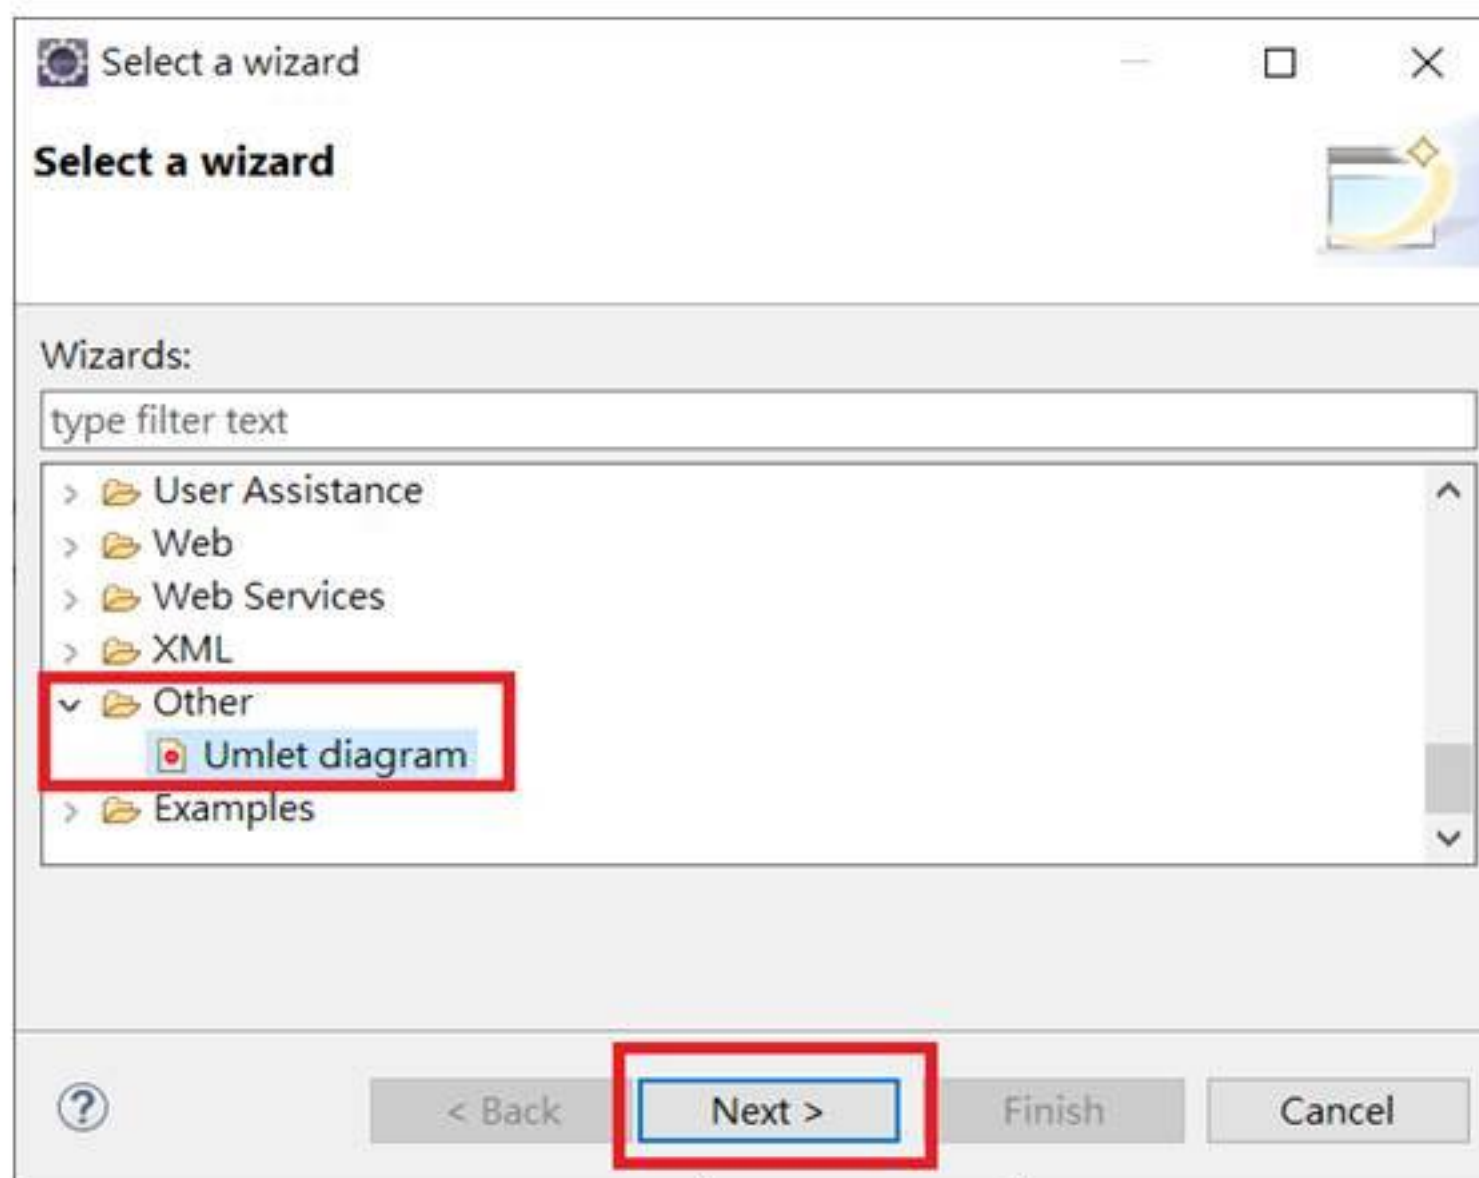 Select a wizard
Select a wizard
Wizards:
type filter text
User Assistance
Web
Web Services
XML
Other
Umlet diagram
Examples
< Back Next > Finish Cancel